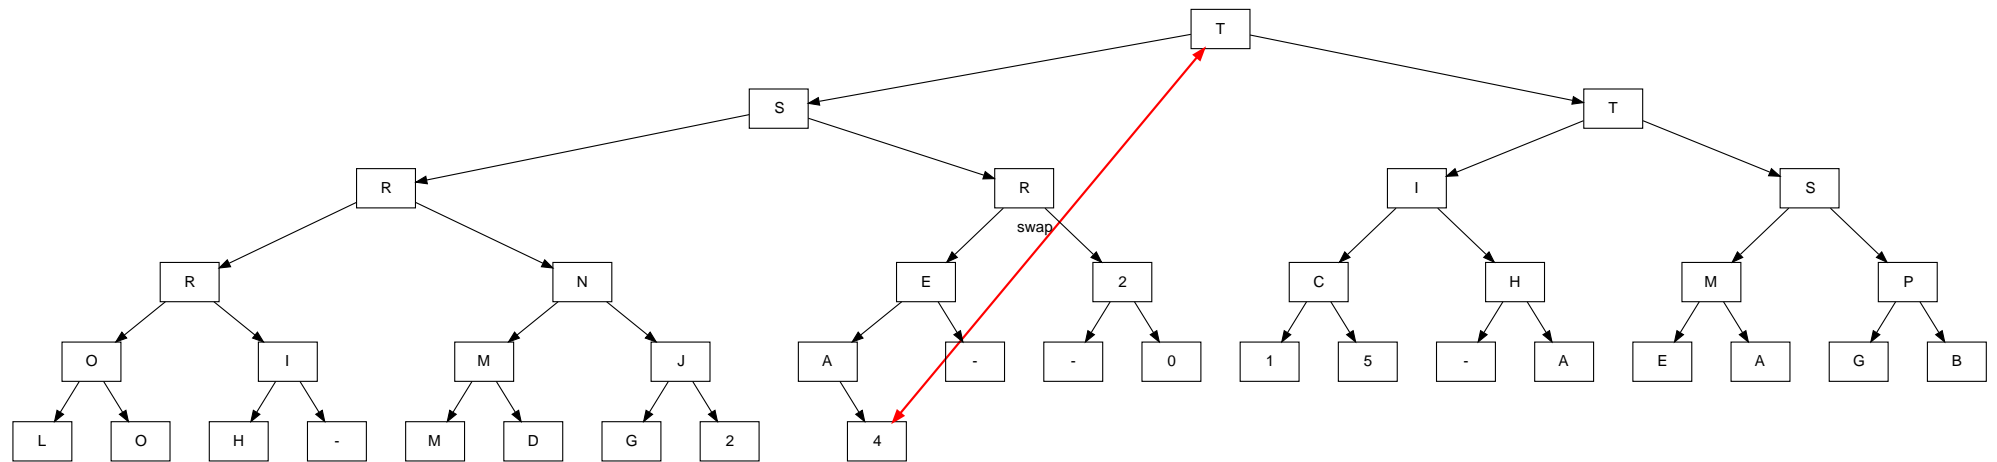 T
S T
R R I S
swap
R N E 2 C H M P
O I M J A - - 0 1 5 - A E A G B
L O H - M D G 2 4